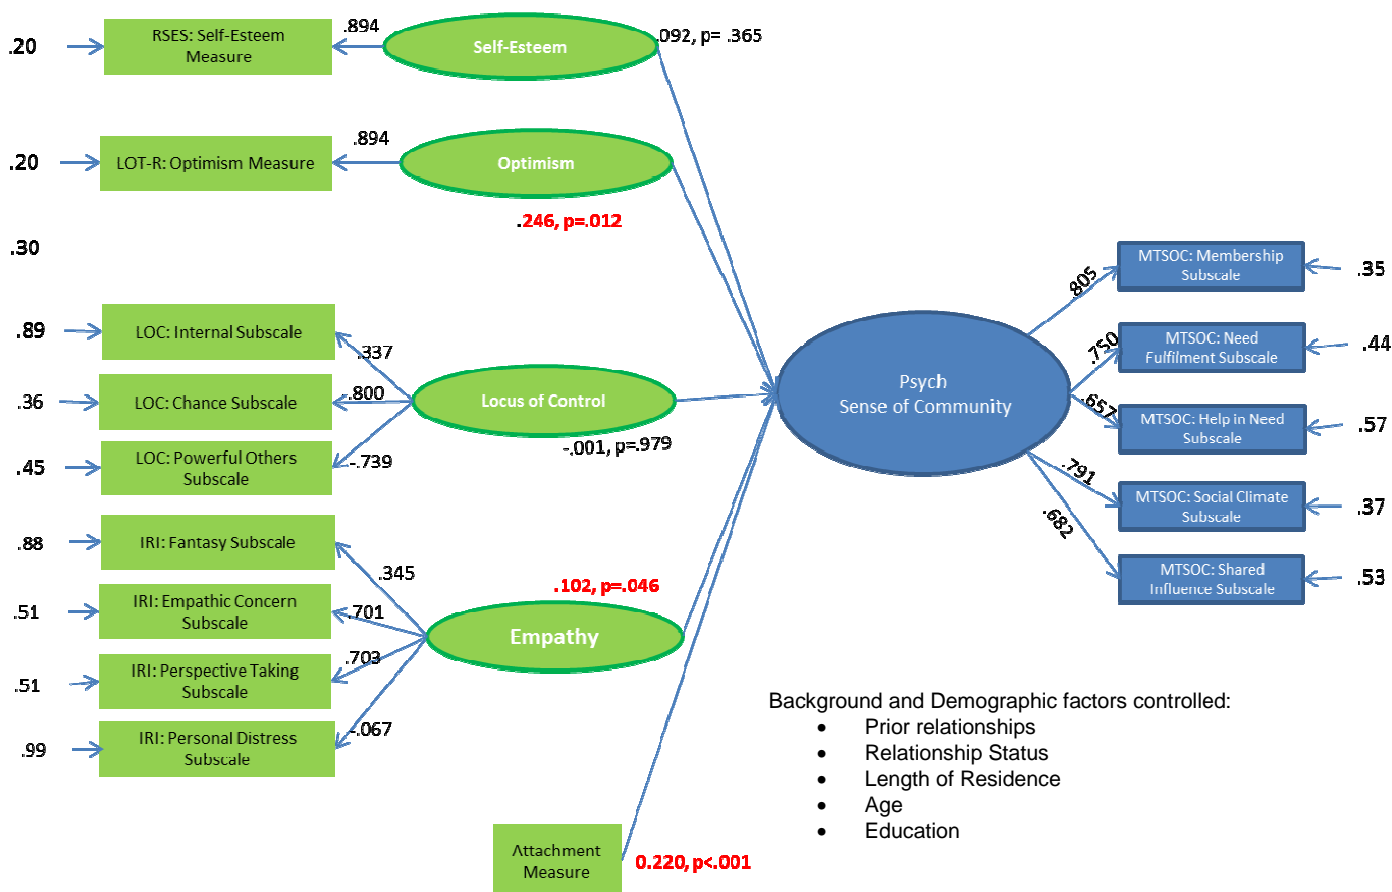 .20
RSES: Self-Esteem
Measure
.894
Self-Esteem
.092, p= .365
.20
LOT-R: Optimism Measure
.894
Optimism
.246, p=.012
.30
.89
LOC: Internal Subscale
.337
.36
LOC: Chance Subscale
-.800
Locus of Control
-.001, p=.979
.45
LOC: Powerful Others
Subscale
-.739
.88
IRI: Fantasy Subscale
.345
.51
IRI: Empathic Concern
Subscale
.701
Empathy
.102, p=.046
.51
IRI: Perspective Taking
Subscale
.703
.99
IRI: Personal Distress
Subscale
-.067
Attachment
Measure
0.220, p<.001
Psych
Sense of Community
.805
MTSOC: Membership
Subscale
.35
.750
MTSOC: Need
Fulfilment Subscale
.44
.657
MTSOC: Help in Need
Subscale
.57
.791
MTSOC: Social Climate
Subscale
.37
.682
MTSOC: Shared
Influence Subscale
.53
Background and Demographic factors controlled:
• Prior relationships
• Relationship Status
• Length of Residence
• Age
• Education